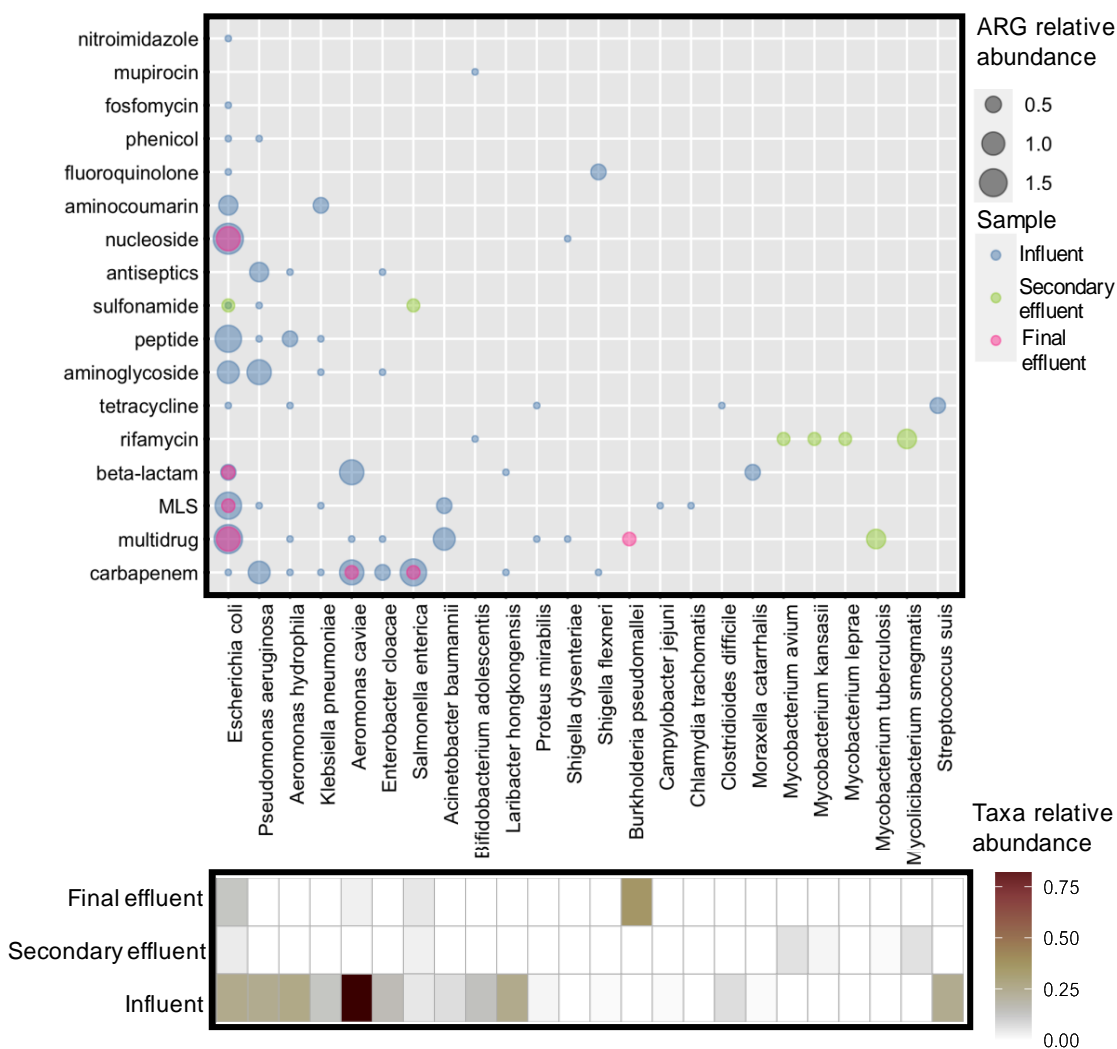 nitroimidazole
mupirocin
fosfomycin
phenicol
fluoroquinolone
aminocoumarin
nucleoside
antiseptics
sulfonamide
peptide
aminoglycoside
tetracycline
rifamycin
beta-lactam
MLS
multidrug
carbapenem
ARG relative
abundance
0.5
1.0
1.5
Sample
Influent
Secondary
effluent
Final
effluent
Escherichia coli
Pseudomonas aeruginosa
Aeromonas hydrophila
Klebsiella pneumoniae
Aeromonas caviae
Enterobacter cloacae
Salmonella enterica
Acinetobacter baumannii
Bifidobacterium adolescentis
Laribacter hongkongensis
Proteus mirabilis
Shigella dysenteriae
Shigella flexneri
Burkholderia pseudomallei
Campylobacter jejuni
Chlamydia trachomatis
Clostridioides difficile
Moraxella catarrhalis
Mycobacterium avium
Mycobacterium kansasii
Mycobacterium leprae
Mycobacterium tuberculosis
Mycolicibacterium smegmatis
Streptococcus suis
Final effluent
Secondary effluent
Influent
Taxa relative
abundance
0.75
0.50
0.25
0.00